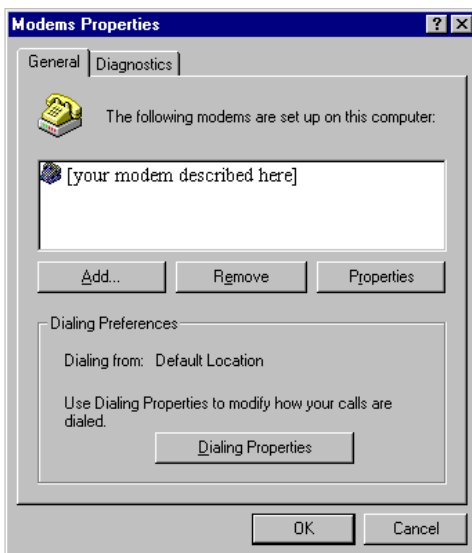 Modems Properties
General Diagnostics
The following modems are set up on this computer:
[your modem described here]
Add... Remove Properties
Dialing Preferences
Dialing from: Default Location
Use Dialing Properties to modify how your calls are
dialed.
Dialing Properties
OK Cancel